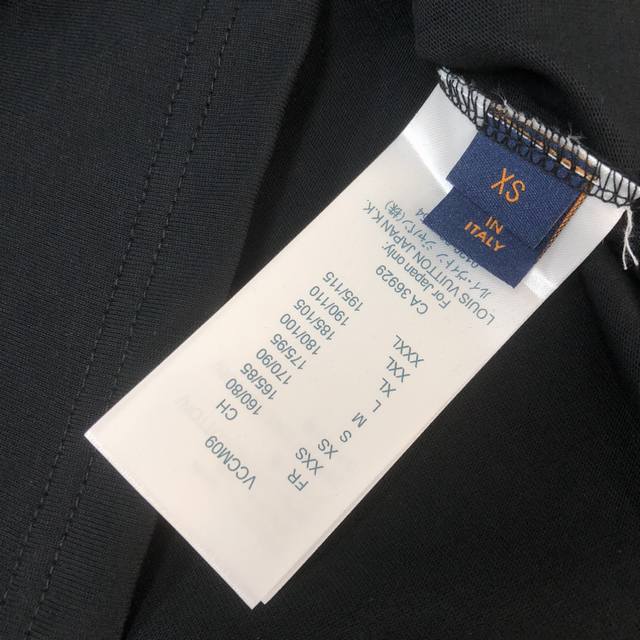 XS
IN
ITALY
VCCM09
FR CH
XXS 160/80
XS 165/85
S 170/90
M 175/95
L 180/100
XL 185/105
XXL 190/110
XXXL 195/115
CA 36929
For Japan only:
LOUIS VUITTON JAPAN K.K.